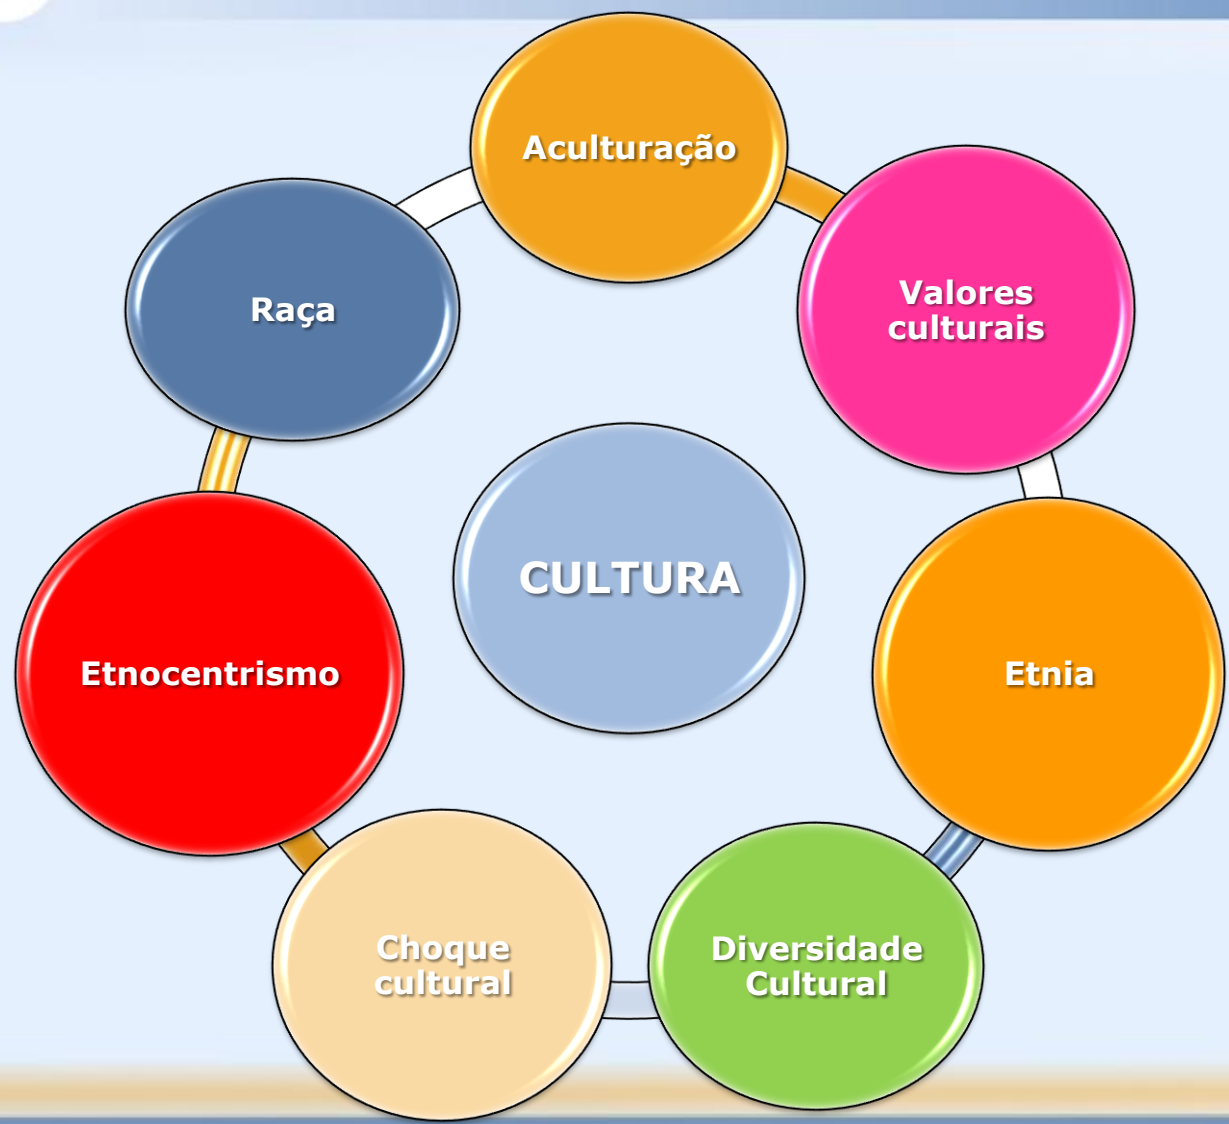 Aculturação
Valores
culturais
Raça
CULTURA
Etnocentrismo
Etnia
Choque
cultural
Diversidade
Cultural